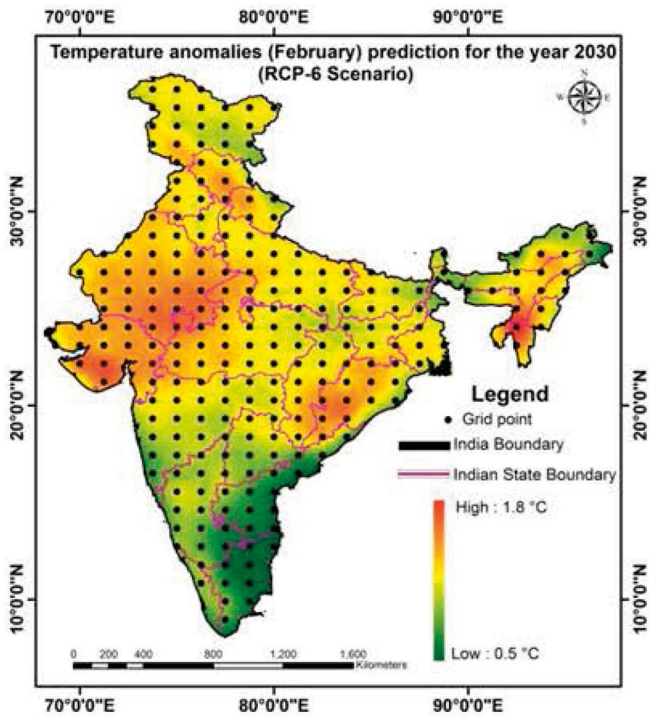 70°0'0"E 80°0'0"E 90°0'0"E
Temperature anomalies (February) prediction for the year 2030
(RCP-6 Scenario)
N
W E
S
30°0'0"N 30°0'0"N
20°0'0"N 20°0'0"N
10°0'0"N 10°0'0"N
Legend
Grid point
India Boundary
Indian State Boundary
High : 1.8 °C
Low : 0.5 °C
0 200 400 800 1,200 1,600
Kilometers
70°0'0"E 80°0'0"E 90°0'0"E